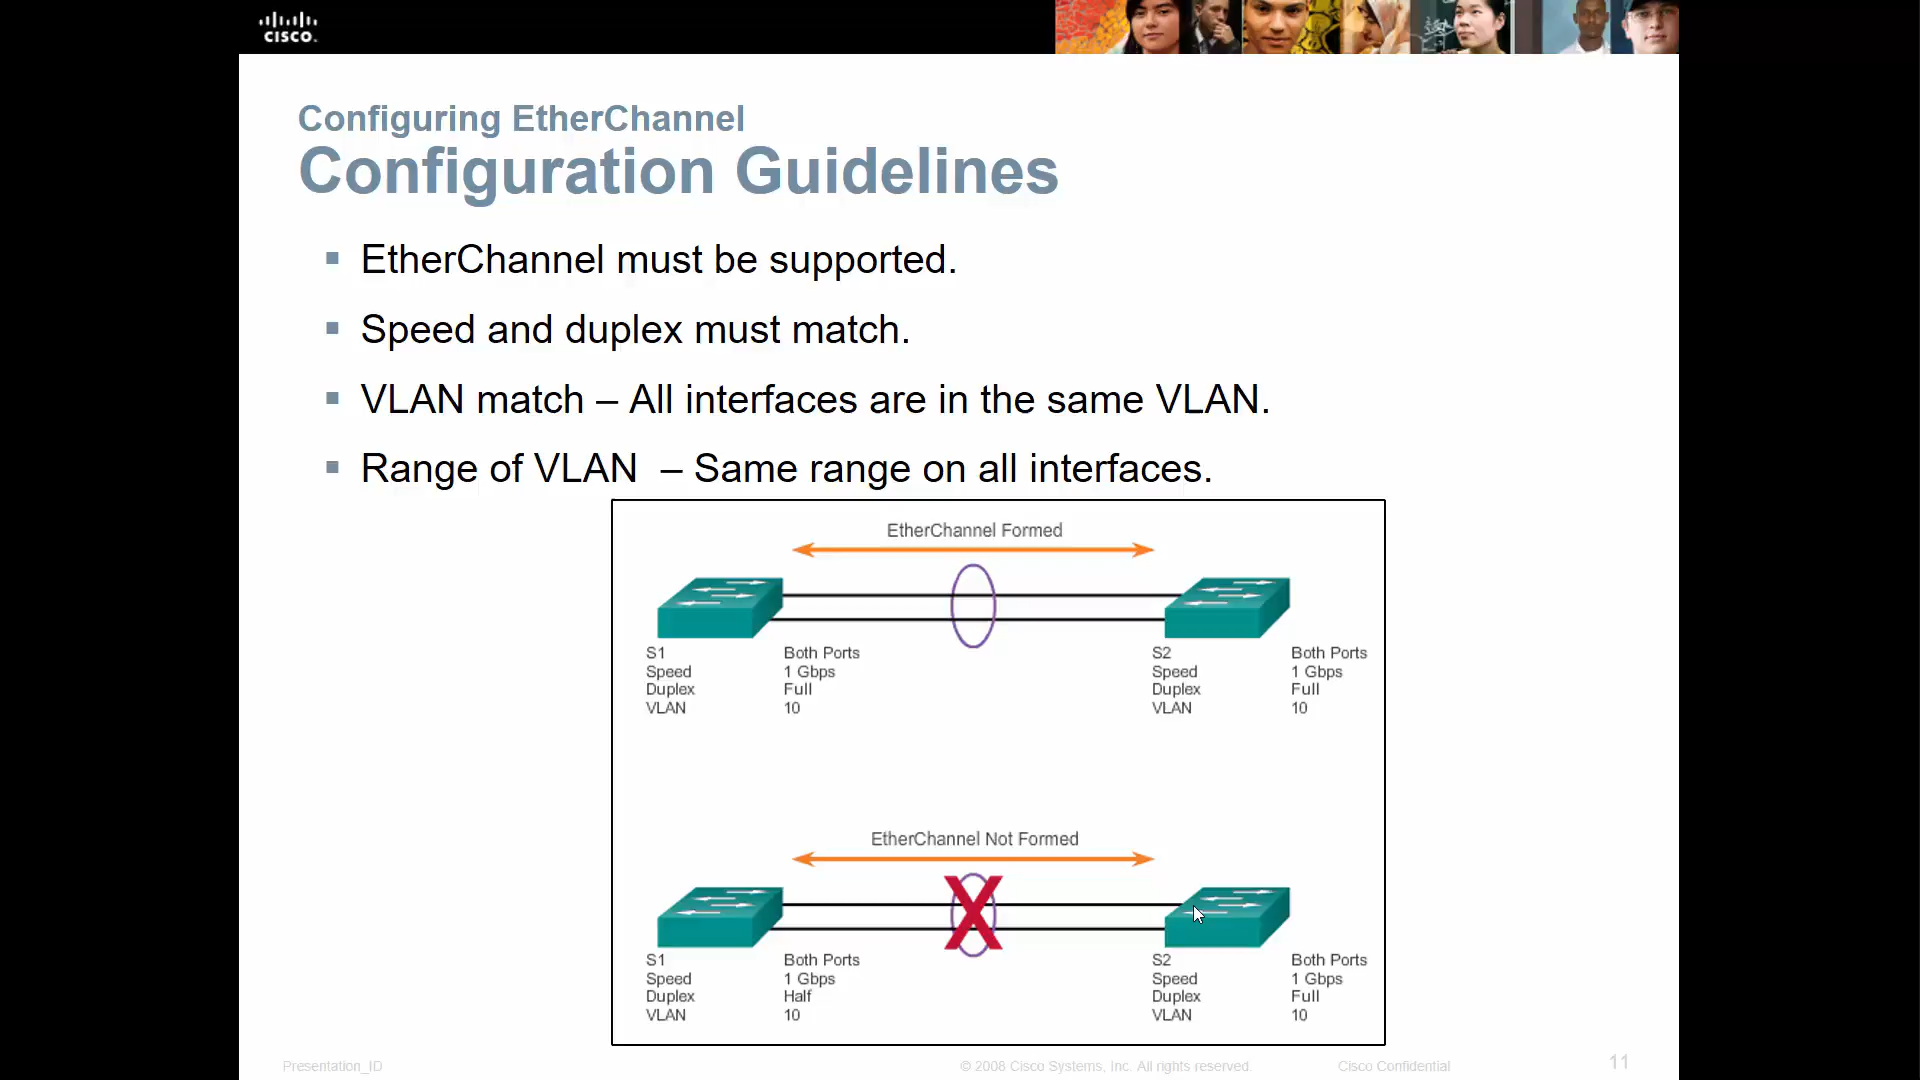 CISCO.
Configuring EtherChannel
Configuration Guidelines
EtherChannel must be supported.
Speed and duplex must match.
VLAN match – All interfaces are in the same VLAN.
Range of VLAN – Same range on all interfaces.
EtherChannel Formed
S1 Both Ports S2 Both Ports
Speed 1 Gbps Speed 1 Gbps
Duplex Full Duplex Full
VLAN 10 VLAN 10
EtherChannel Not Formed
X
S1 Both Ports S2 Both Ports
Speed 1 Gbps Speed 1 Gbps
Duplex Half Duplex Full
VLAN 10 VLAN 10
Presentation_ID © 2008 Cisco Systems, Inc. All rights reserved. Cisco Confidential 11